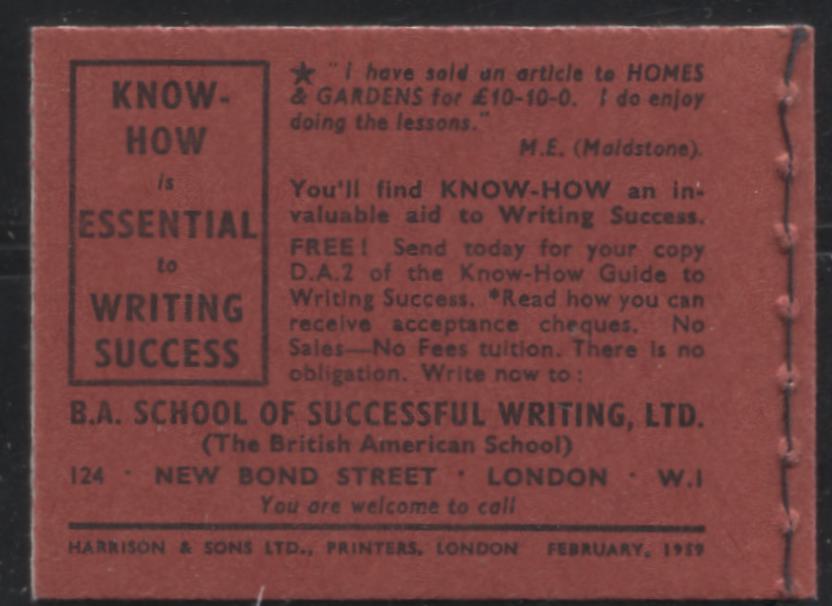 KNOW-
HOW
is
ESSENTIAL
to
WRITING
SUCCESS
★ "I have sold an article to HOMES
& GARDENS for £10-10-0. I do enjoy
doing the lessons."
M.E. (Maidstone).
You'll find KNOW-HOW an in-
valuable aid to Writing Success.
FREE! Send today for your copy
D.A.2 of the Know-How Guide to
Writing Success. *Read how you can
receive acceptance cheques. No
Sales—No Fees tuition. There is no
obligation. Write now to:
B.A. SCHOOL OF SUCCESSFUL WRITING, LTD.
(The British American School)
124 · NEW BOND STREET · LONDON · W.1
You are welcome to call
HARRISON & SONS LTD., PRINTERS, LONDON FEBRUARY, 1959